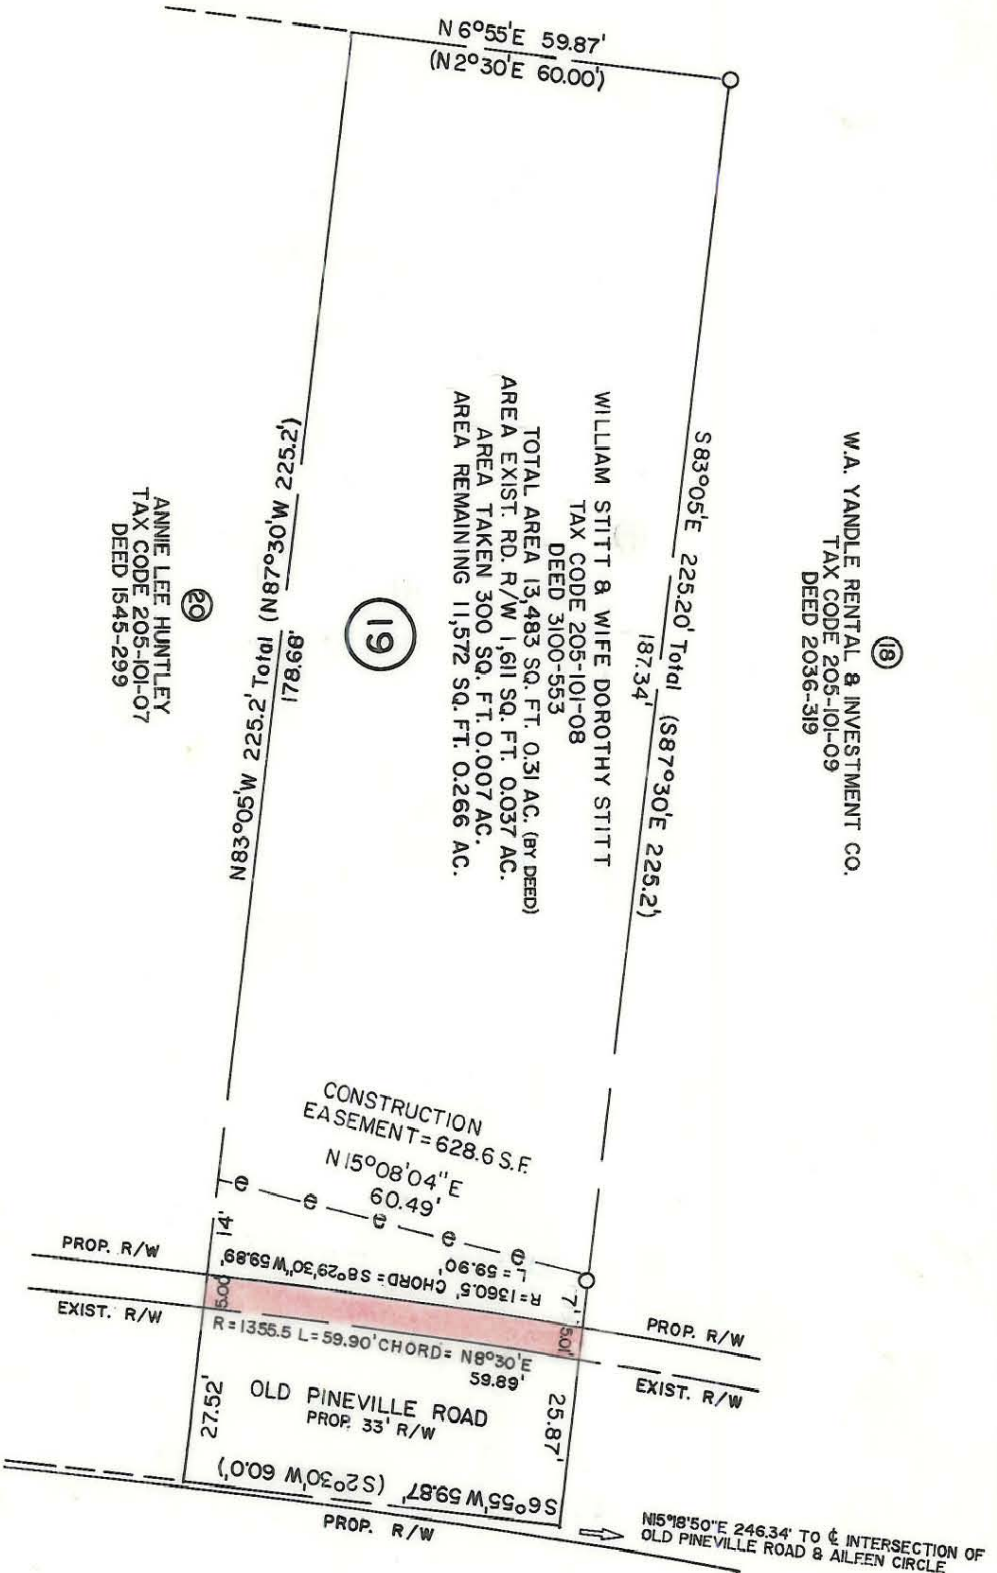 N 6°55'E 59.87'
(N 2°30'E 60.00')
18
W.A. YANDLE RENTAL & INVESTMENT CO.
TAX CODE 205-101-09
DEED 2036-319
S83°05'E 225.20' Total (S87°30'E 225.2')
187.34'
WILLIAM STITT & WIFE DOROTHY STITT
TAX CODE 205-101-08
DEED 3100-553
TOTAL AREA 13,483 SQ. FT. 0.31 AC. (BY DEED)
AREA EXIST. RD. R/W 1,611 SQ. FT. 0.037 AC.
AREA TAKEN 300 SQ. FT. 0.007 AC.
AREA REMAINING 11,572 SQ. FT. 0.266 AC.
19
N83°05'W 225.2' Total (N87°30'W 225.2')
178.68'
20
ANNIE LEE HUNTLEY
TAX CODE 205-101-07
DEED 1545-299
CONSTRUCTION
EASEMENT = 628.6 S.F.
N 15°08'04"E
60.49'
14'
7'
PROP. R/W
R=1360.5' CHORD= S8°29'30"W 59.89'
L = 59.90'
5.00'
5.01'
PROP. R/W
EXIST. R/W
R=1355.5 L=59.90' CHORD= N8°30'E
59.89'
EXIST. R/W
27.52'
OLD PINEVILLE ROAD
PROP. 33' R/W
25.87'
S6°55'W 59.87' (S2°30'W 60.0')
PROP. R/W
N15°18'50"E 246.34' TO ℄ INTERSECTION OF
OLD PINEVILLE ROAD & AILEEN CIRCLE